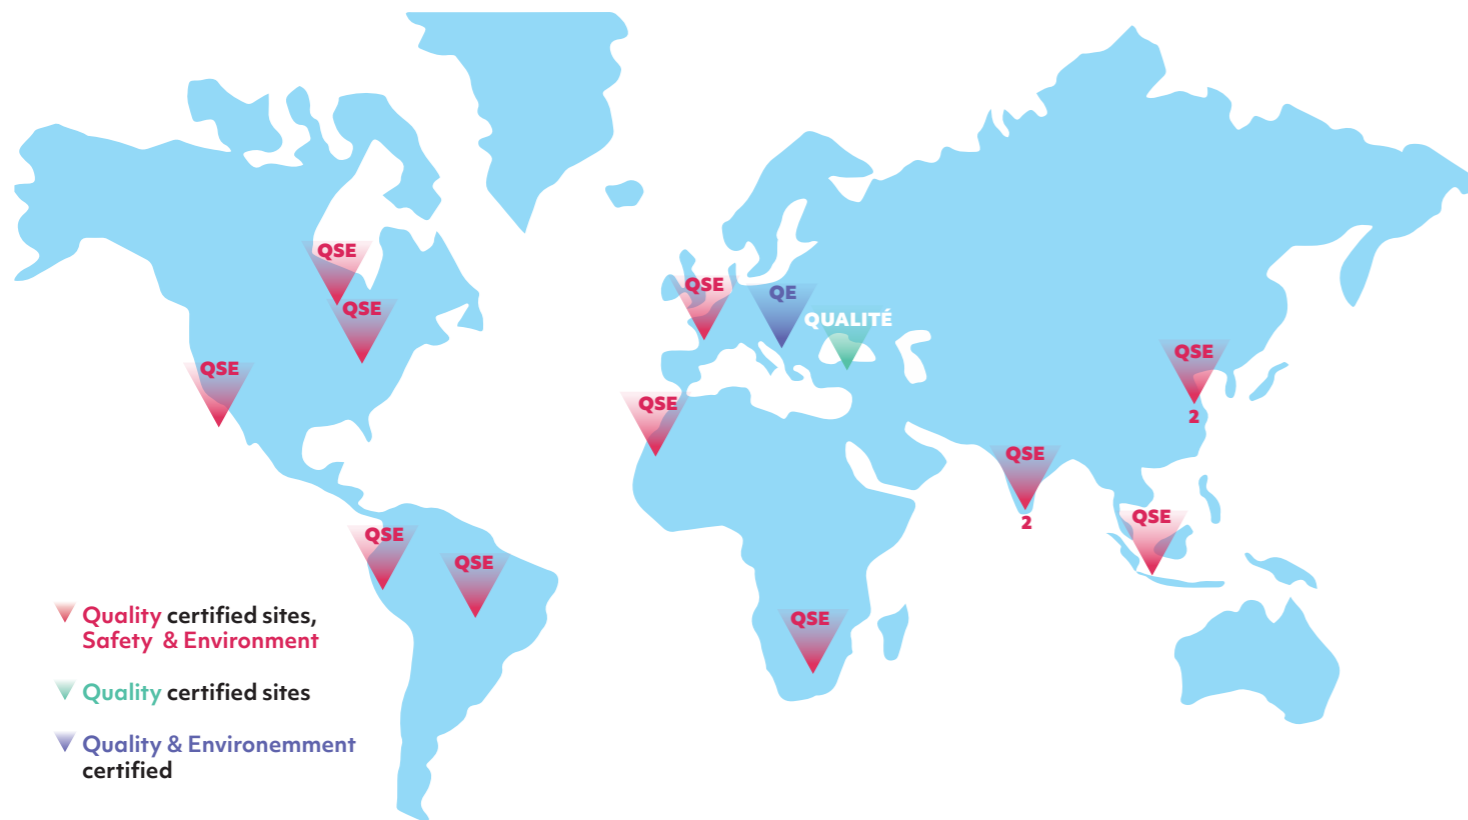 QSE
QSE
QSE
QSE
QE
QUALITÉ
QSE
QSE
2
QSE
2
QSE
QSE
QSE
QSE
Quality certified sites,
Safety & Environment
Quality certified sites
Quality & Environemment
certified